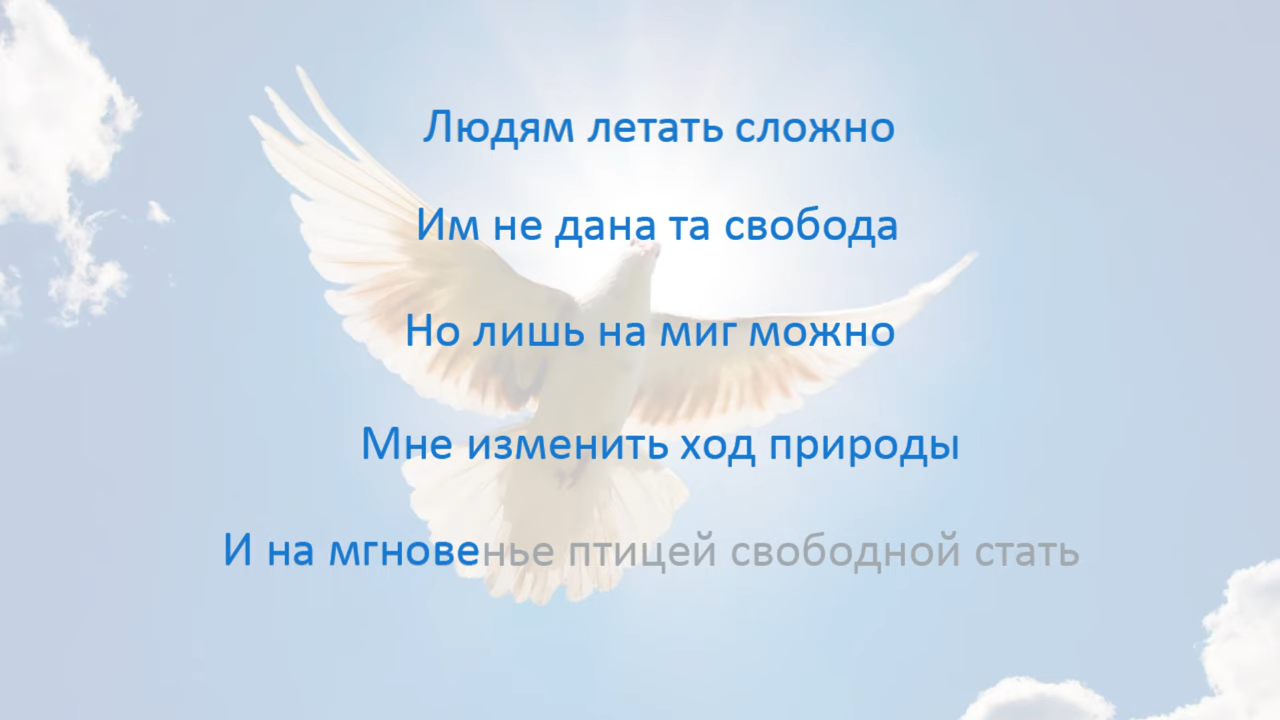 Людям летать сложно
Им не дана та свобода
Но лишь на миг можно
Мне изменить ход природы
И на мгновенье птицей свободной стать